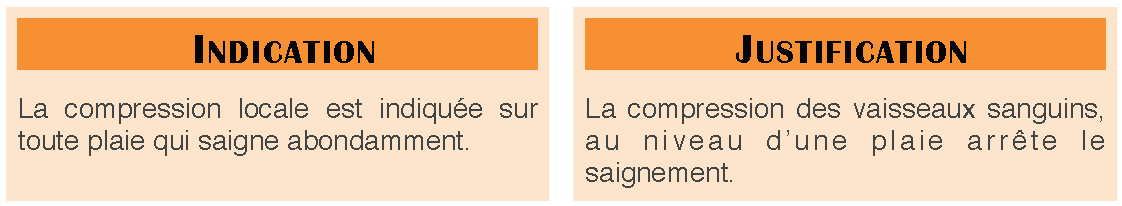 INDICATION
La compression locale est indiquée sur
toute plaie qui saigne abondamment.
JUSTIFICATION
La compression des vaisseaux sanguins,
au niveau d'une plaie arrête le
saignement.